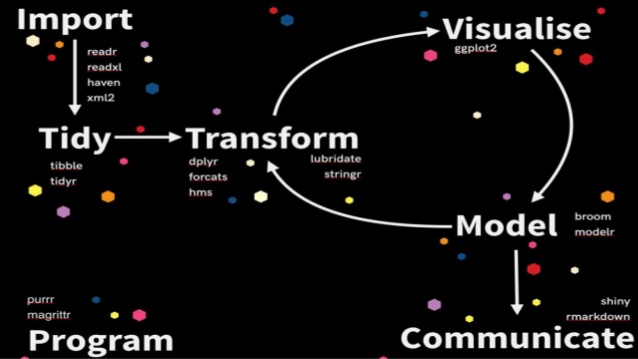 Import
readr
readxl
haven
xml2
Visualise
ggplot2
Tidy
tibble
tidyr
Transform
dplyr
forcats
hms
lubridate
stringr
Model
broom
modelr
purrr
magrittr
Program
shiny
rmarkdown
Communicate